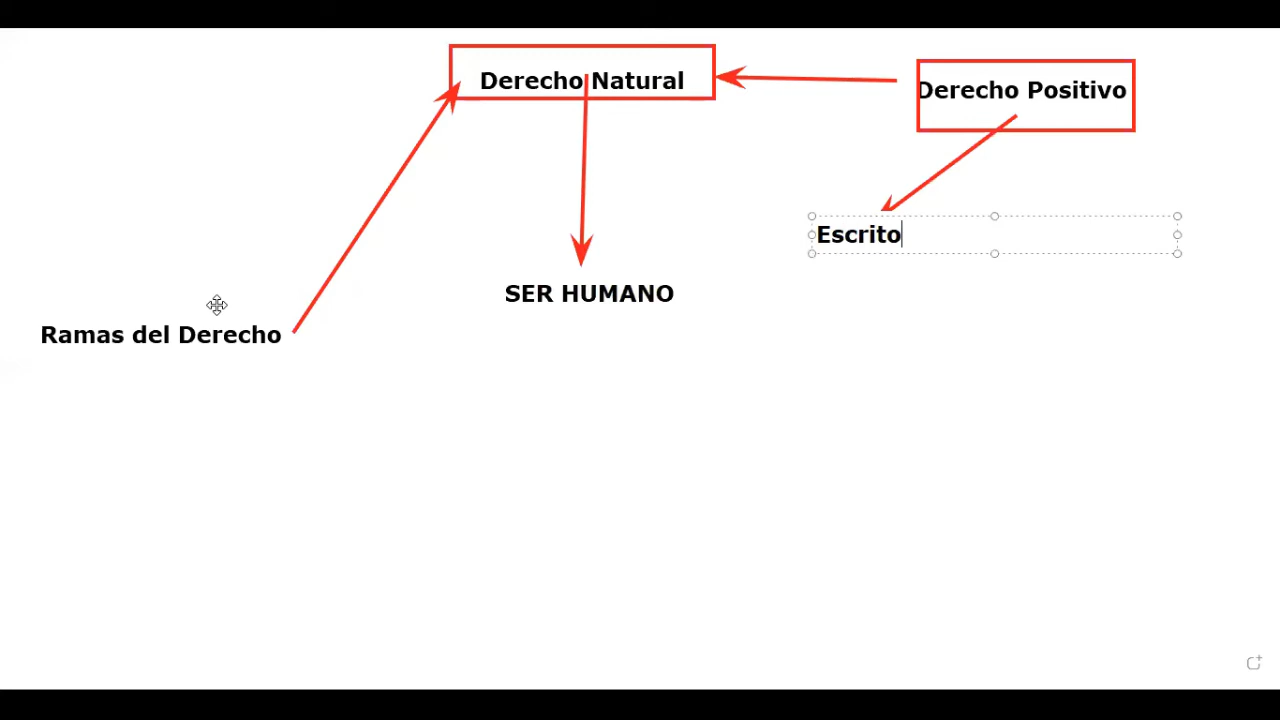 Derecho Natural
Derecho Positivo
Escrito
SER HUMANO
Ramas del Derecho